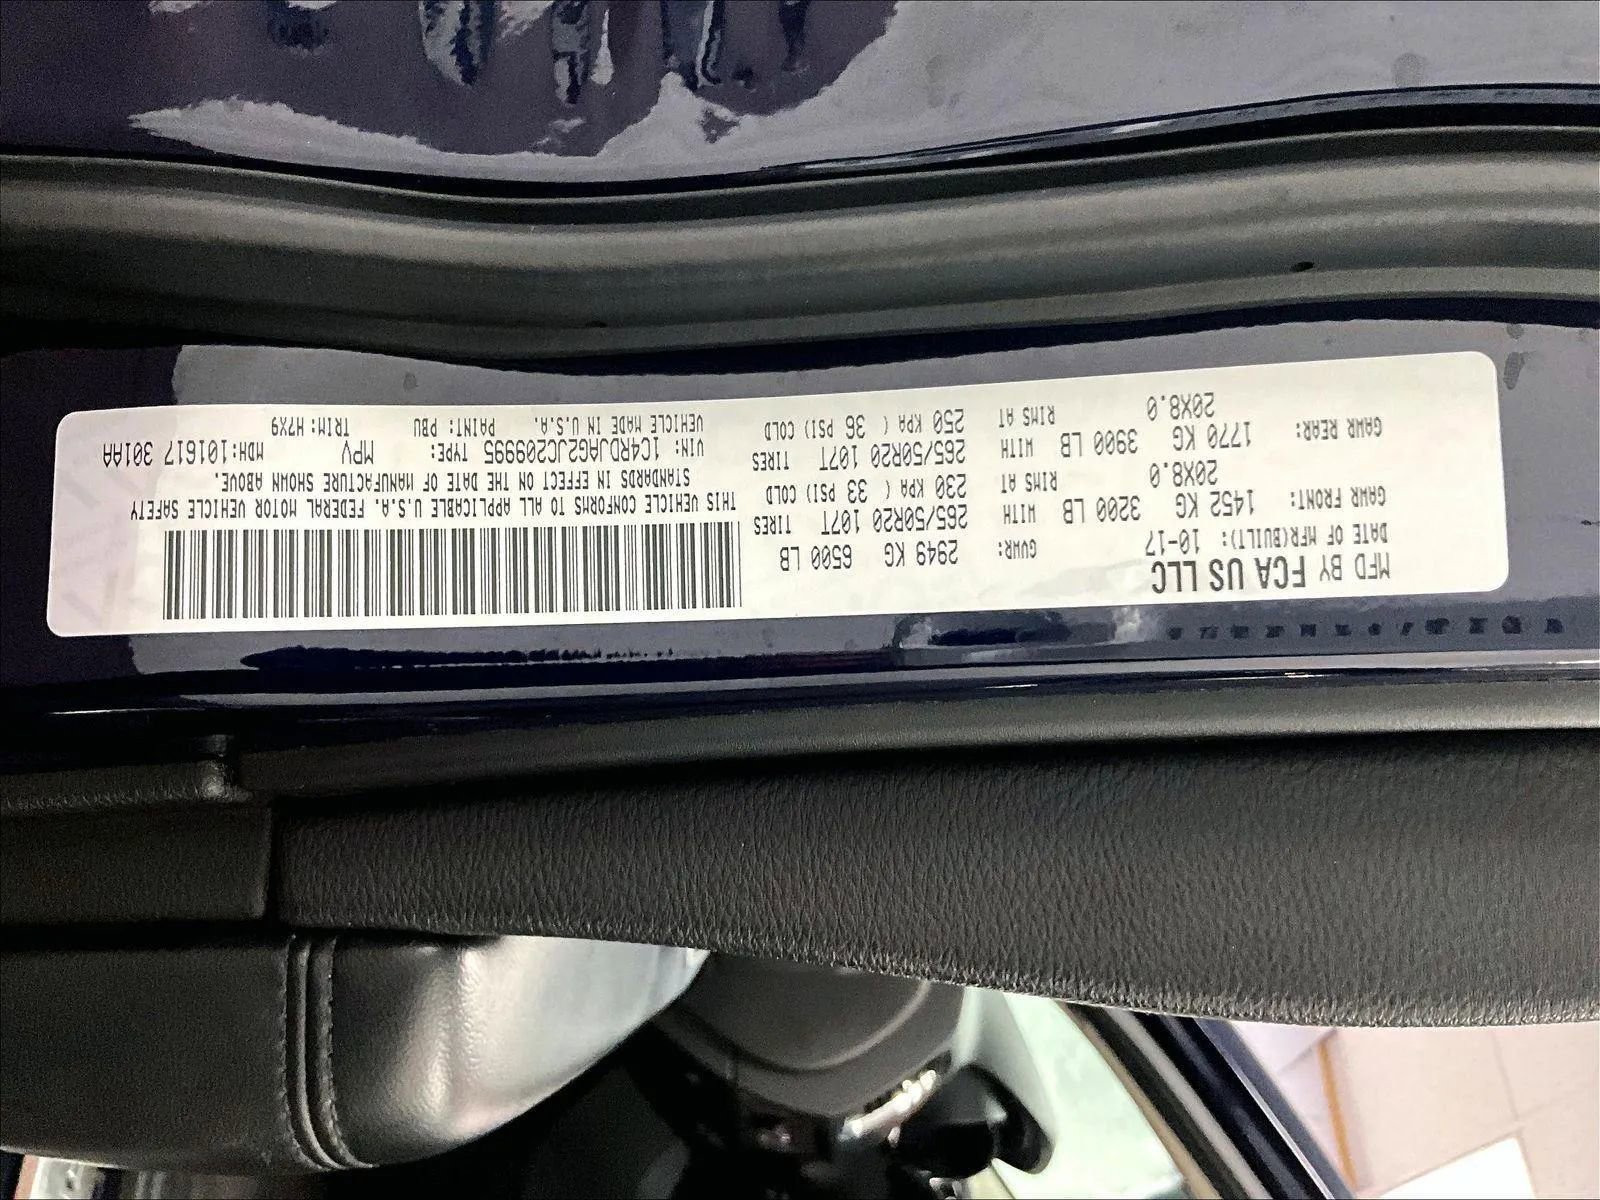 MFD BY FCA US LLC
DATE OF MFR(BUILT): 10-17
GVWR: 2949 KG 6500 LB
GAWR FRONT: 1452 KG 3200 LB WITH TIRES 265/50R20 107T
RIMS AT 20X8.0 230 KPA ( 33 PSI) COLD
GAWR REAR: 1770 KG 3900 LB WITH TIRES 265/50R20 107T
RIMS AT 20X8.0 250 KPA ( 36 PSI) COLD
THIS VEHICLE CONFORMS TO ALL APPLICABLE U.S.A. FEDERAL MOTOR VEHICLE SAFETY
STANDARDS IN EFFECT ON THE DATE OF MANUFACTURE SHOWN ABOVE.
VIN: 1C4RDJAG2JC209995 TYPE: MPV MDH:101617 301AA
VEHICLE MADE IN U.S.A. PAINT: PBU TRIM: H7X9